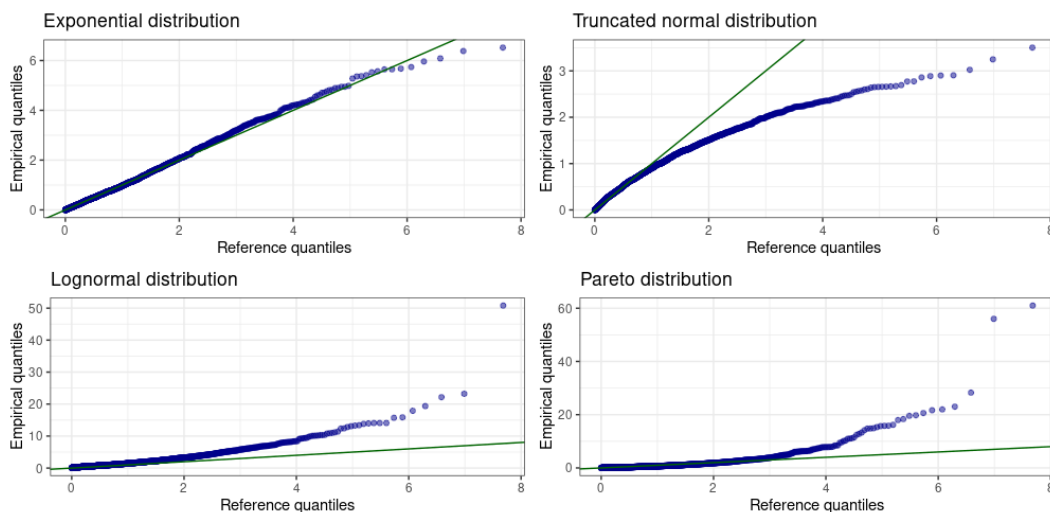 Exponential distribution
Empirical quantiles
6
4
2
0
0 2 4 6 8
Reference quantiles
Truncated normal distribution
Empirical quantiles
3
2
1
0
0 2 4 6 8
Reference quantiles
Lognormal distribution
Empirical quantiles
50
40
30
20
10
0
0 2 4 6 8
Reference quantiles
Pareto distribution
Empirical quantiles
60
40
20
0
0 2 4 6 8
Reference quantiles